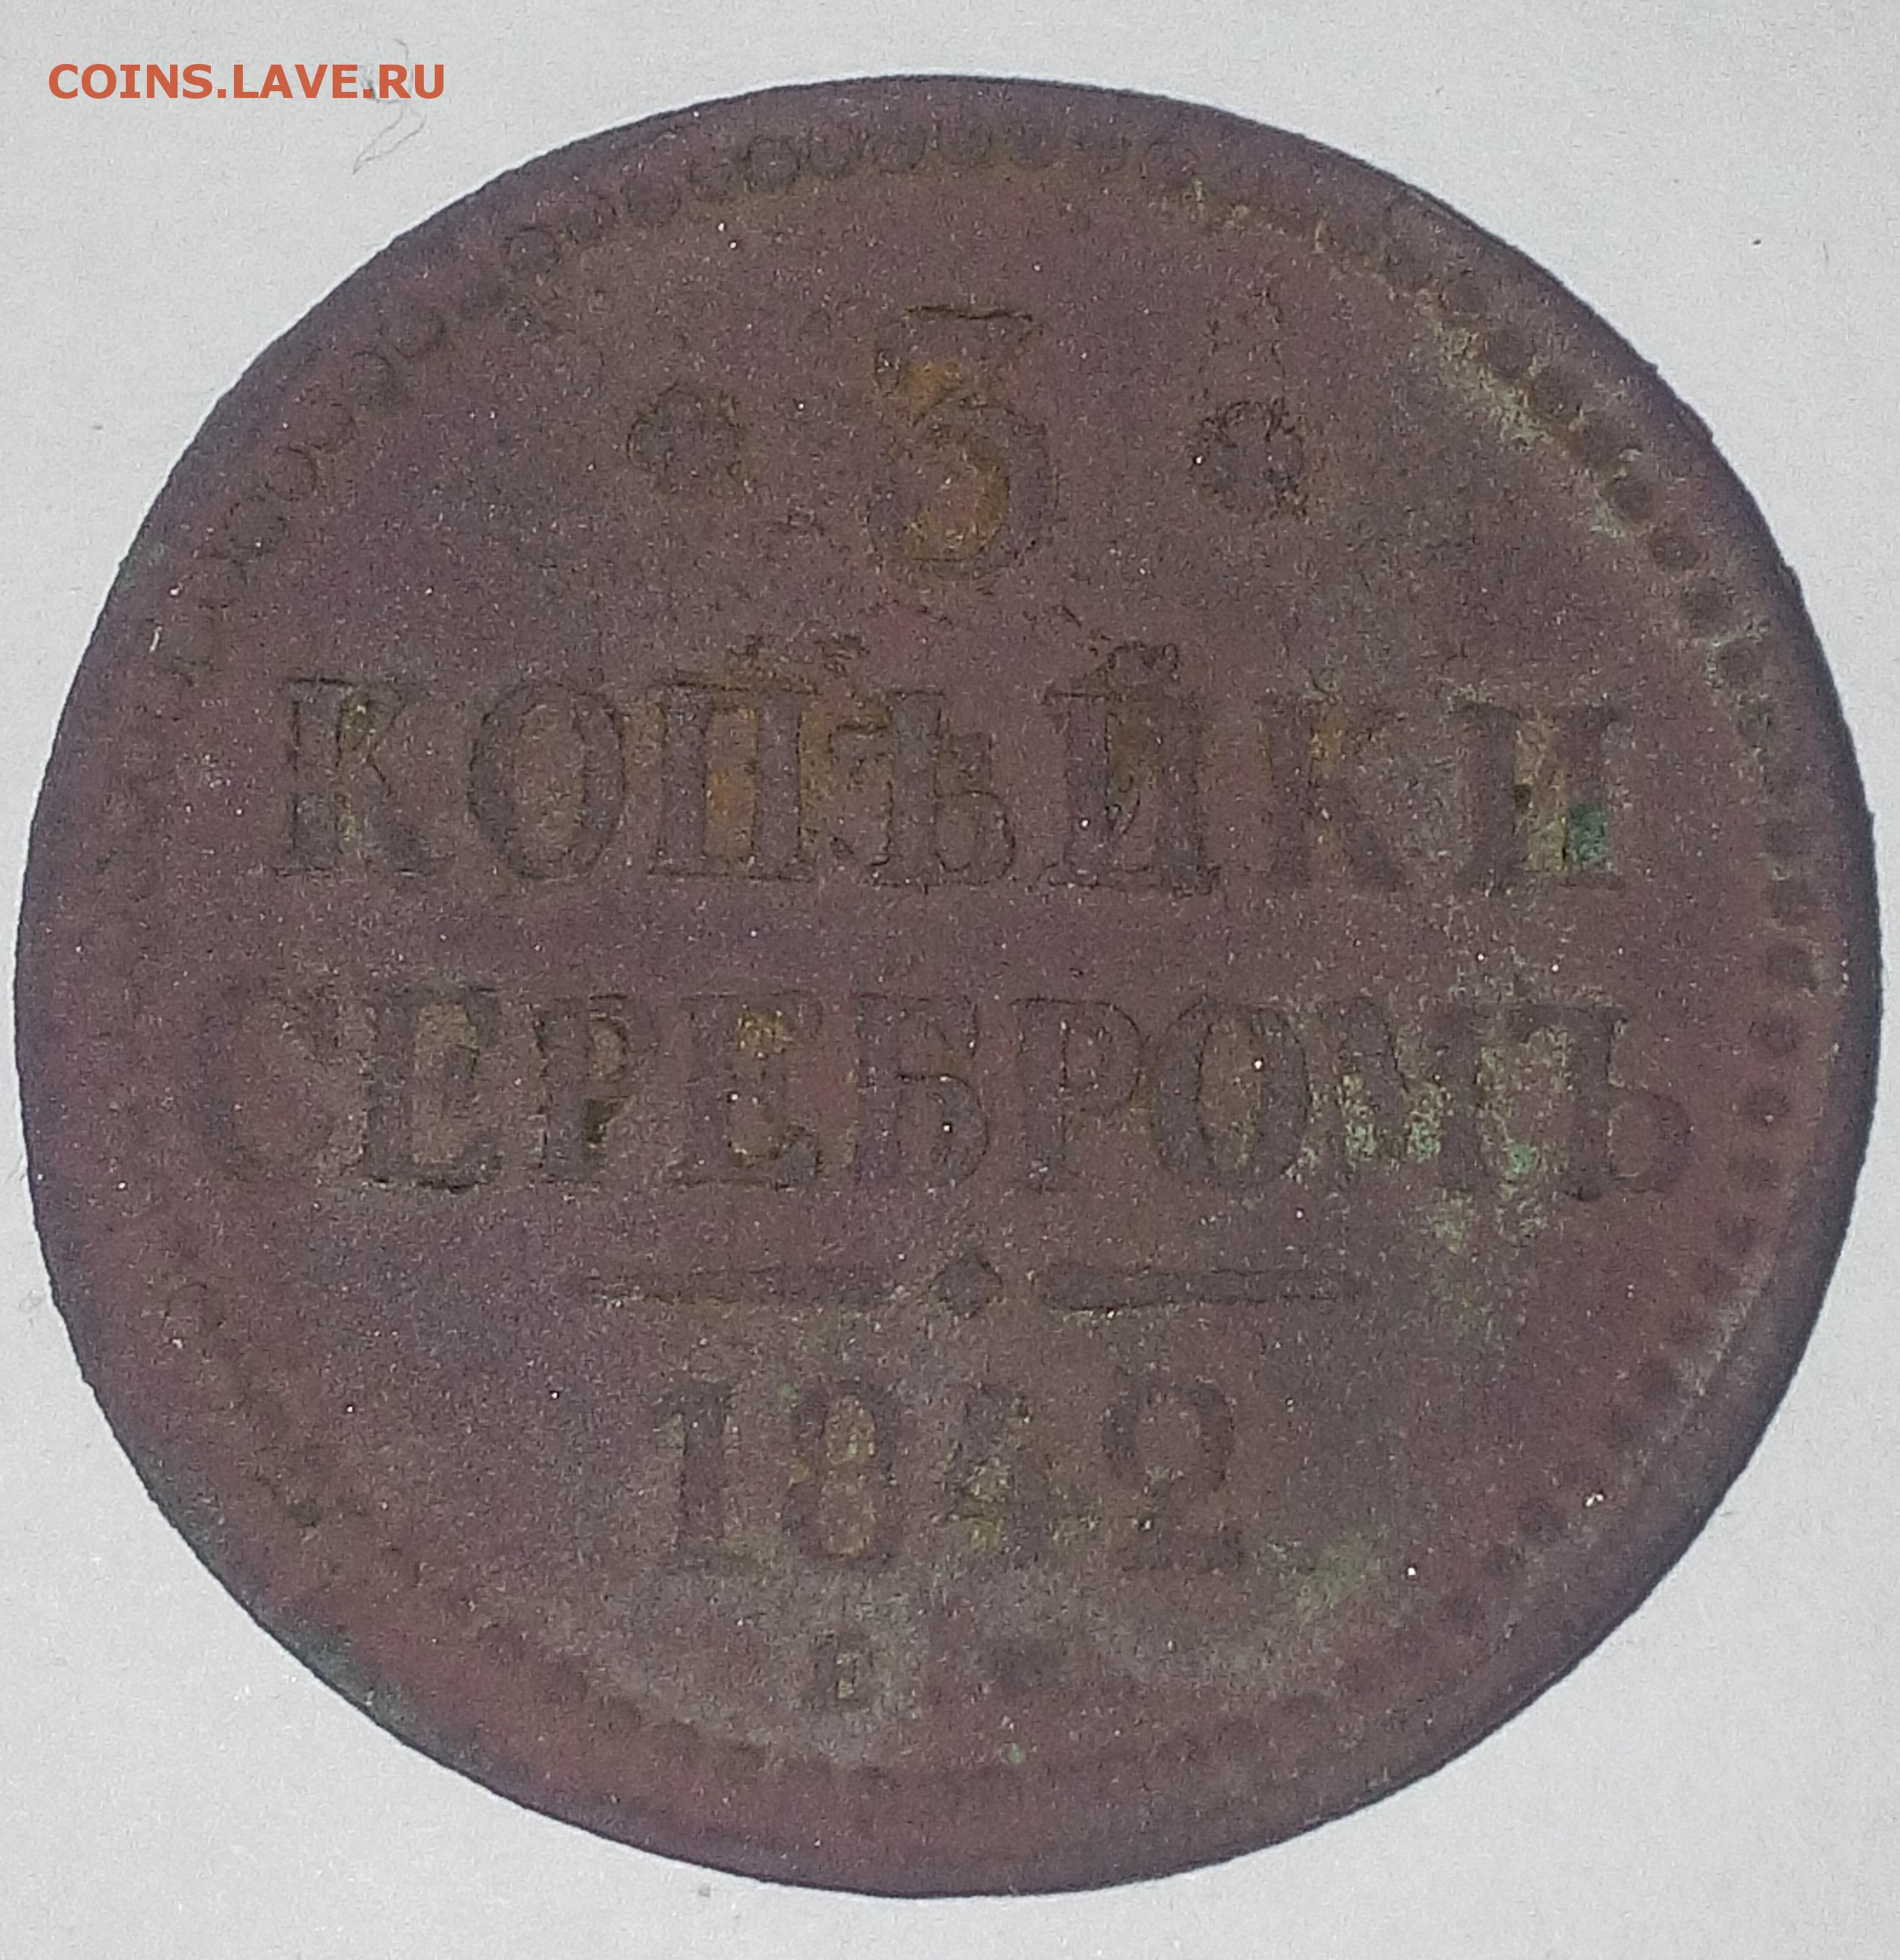 COINS.LAVE.RU
3
КОПѢЙКИ
СЕРЕБРОМЪ
1842
Е М